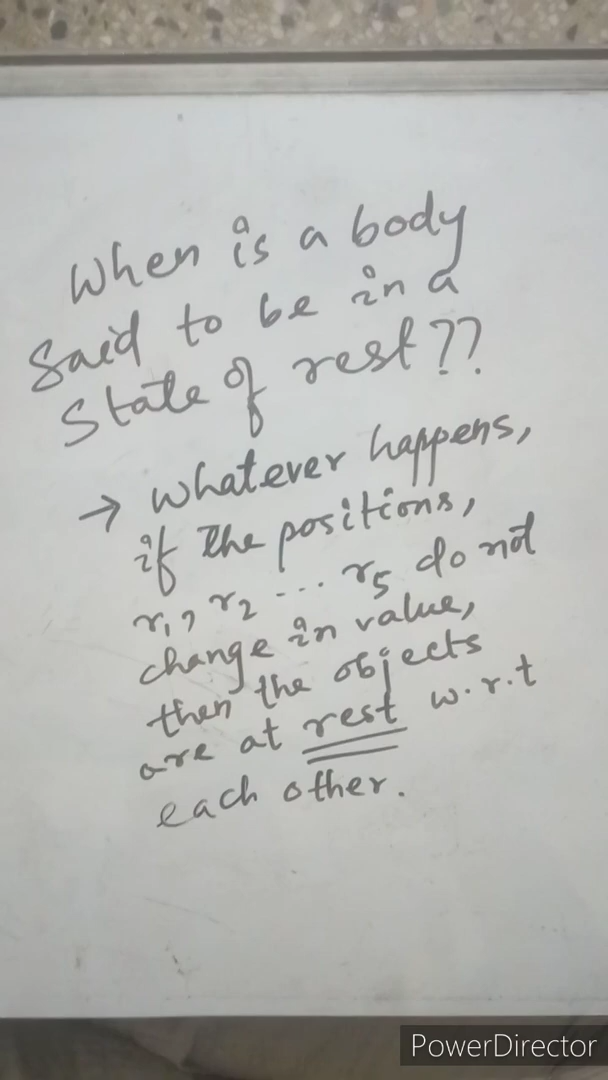 When is a body
said to be in a
state of rest??
→ whatever happens,
if the positions,
r₁, r₂ ... r₅ do not
change in value,
then the objects
are at rest w.r.t
each other.
PowerDirector